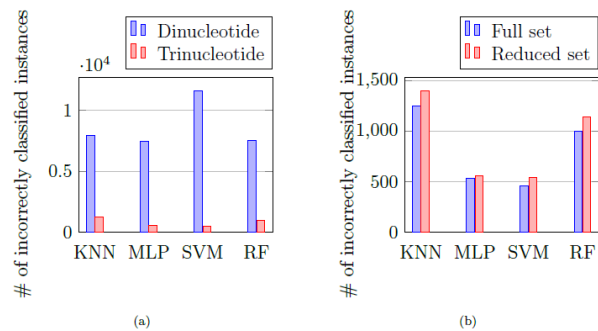 Dinucleotide
Trinucleotide
·10⁴
# of incorrectly classified instances
1
0.5
0
KNN MLP SVM RF
(a)
Full set
Reduced set
# of incorrectly classified instances
1,500
1,000
500
0
KNN MLP SVM RF
(b)